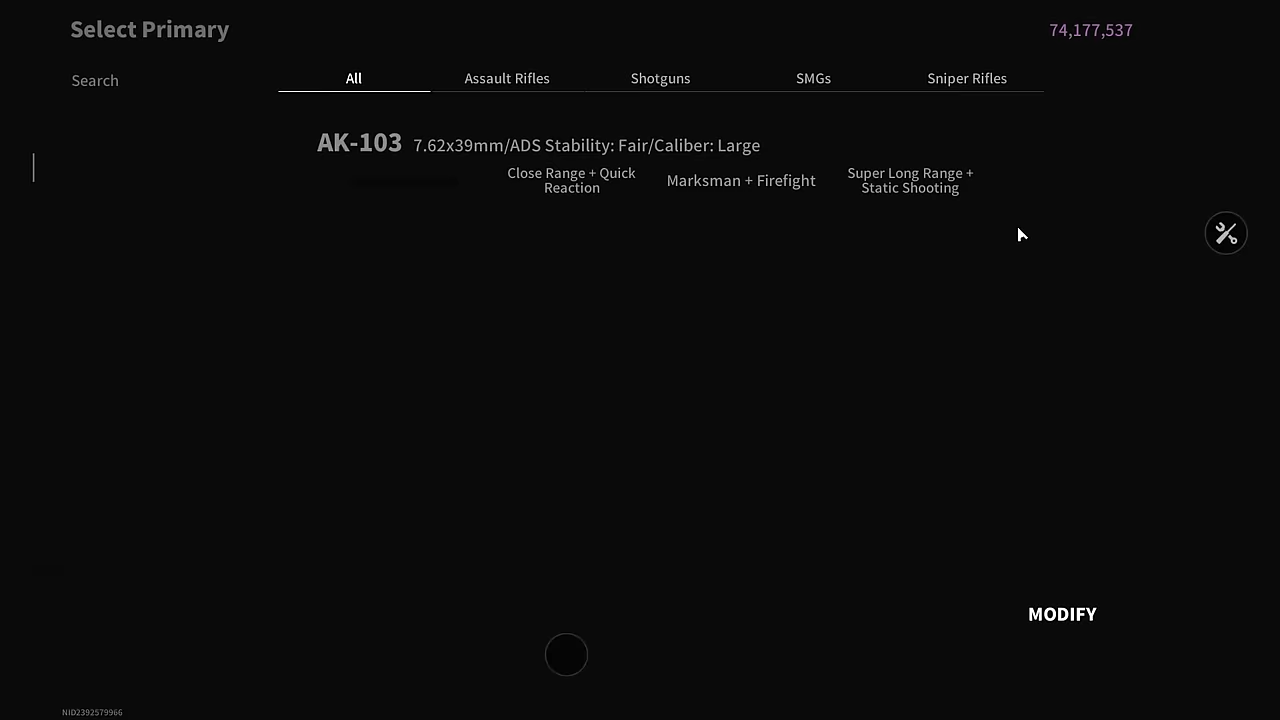 Select Primary
74,177,537
Search
All
Assault Rifles
Shotguns
SMGs
Sniper Rifles
AK-103 7.62x39mm/ADS Stability: Fair/Caliber: Large
Close Range + Quick
Reaction
Marksman + Firefight
Super Long Range +
Static Shooting
MODIFY
NID2392579966